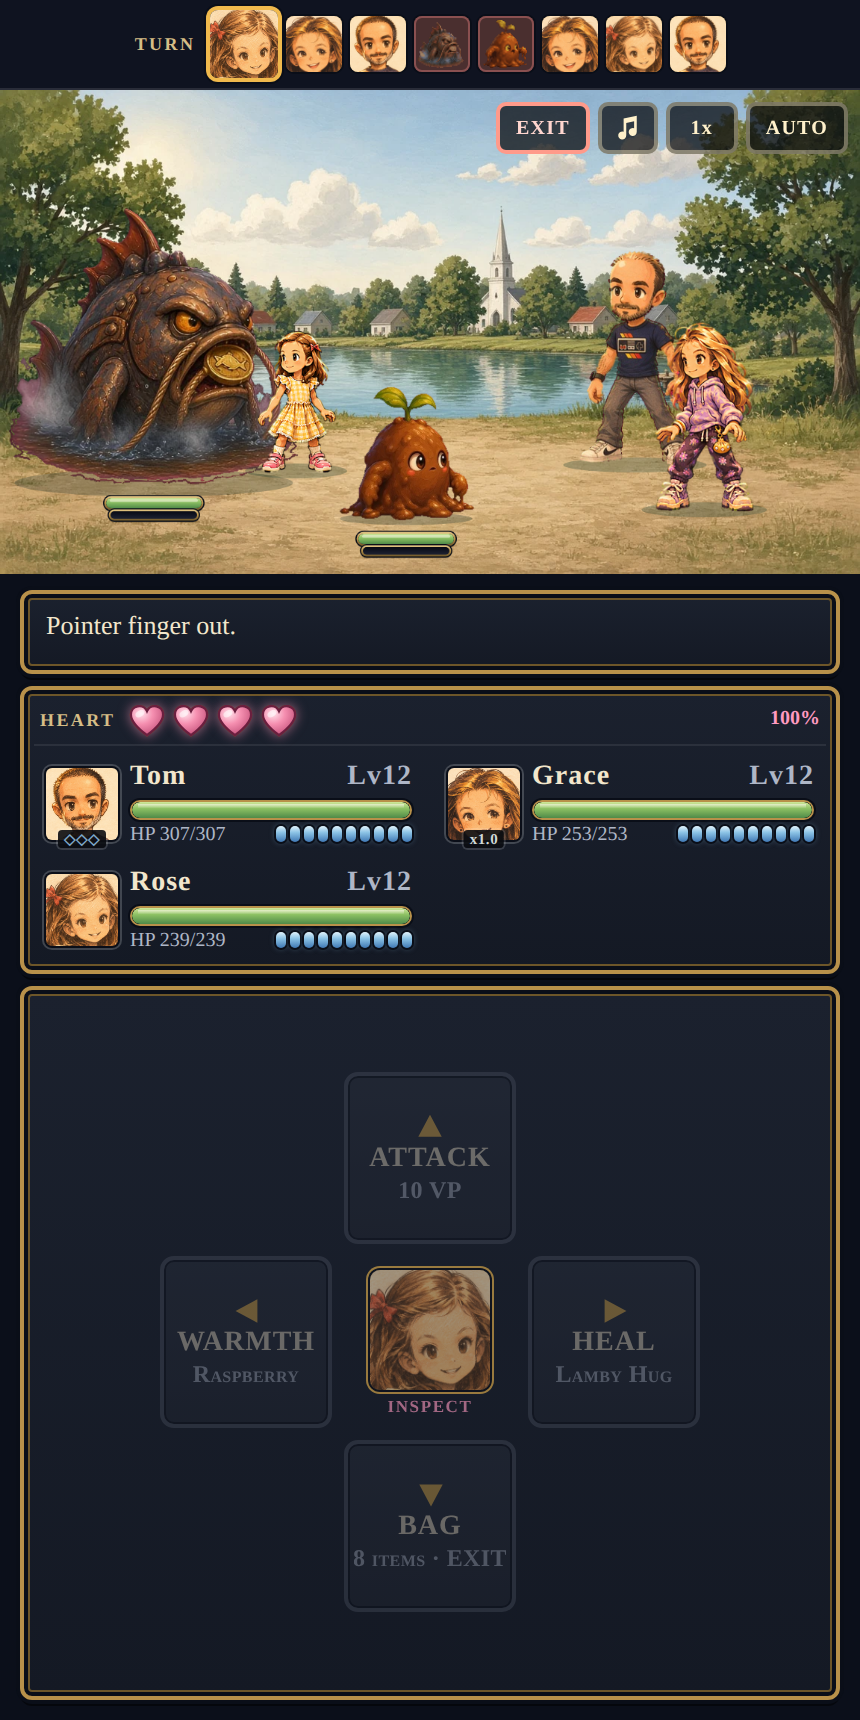 TURN
EXIT
1x
AUTO
Pointer finger out.
HEART
100%
Tom Lv12
HP 307/307
Grace Lv12
x1.0
HP 253/253
Rose Lv12
HP 239/239
ATTACK
10 VP
WARMTH
Raspberry
HEAL
Lamby Hug
INSPECT
BAG
8 items · EXIT